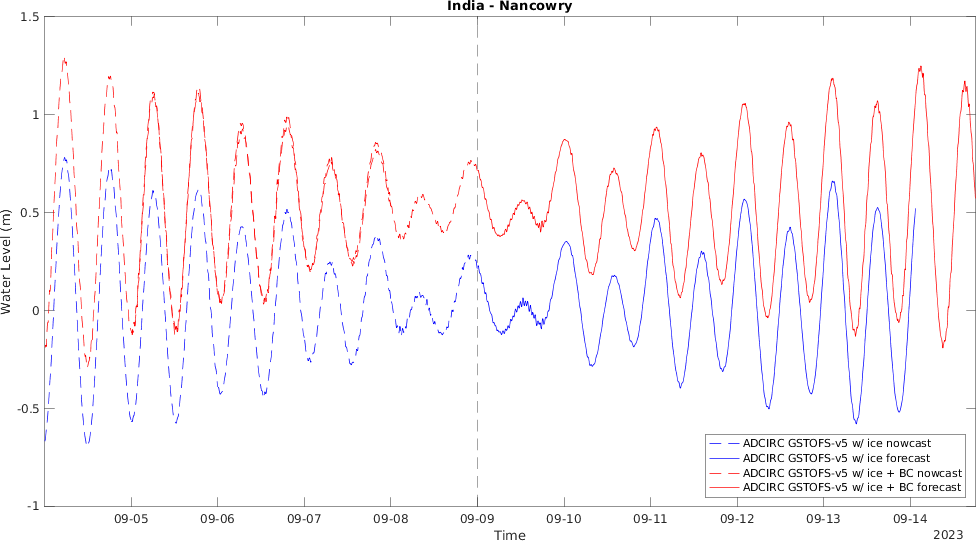 India - Nancowry
1.5
1
0.5
0
-0.5
-1
Water Level (m)
ADCIRC GSTOFS-v5 w/ ice nowcast
ADCIRC GSTOFS-v5 w/ ice forecast
ADCIRC GSTOFS-v5 w/ ice + BC nowcast
ADCIRC GSTOFS-v5 w/ ice + BC forecast
09-05 09-06 09-07 09-08 09-09 09-10 09-11 09-12 09-13 09-14
Time
2023